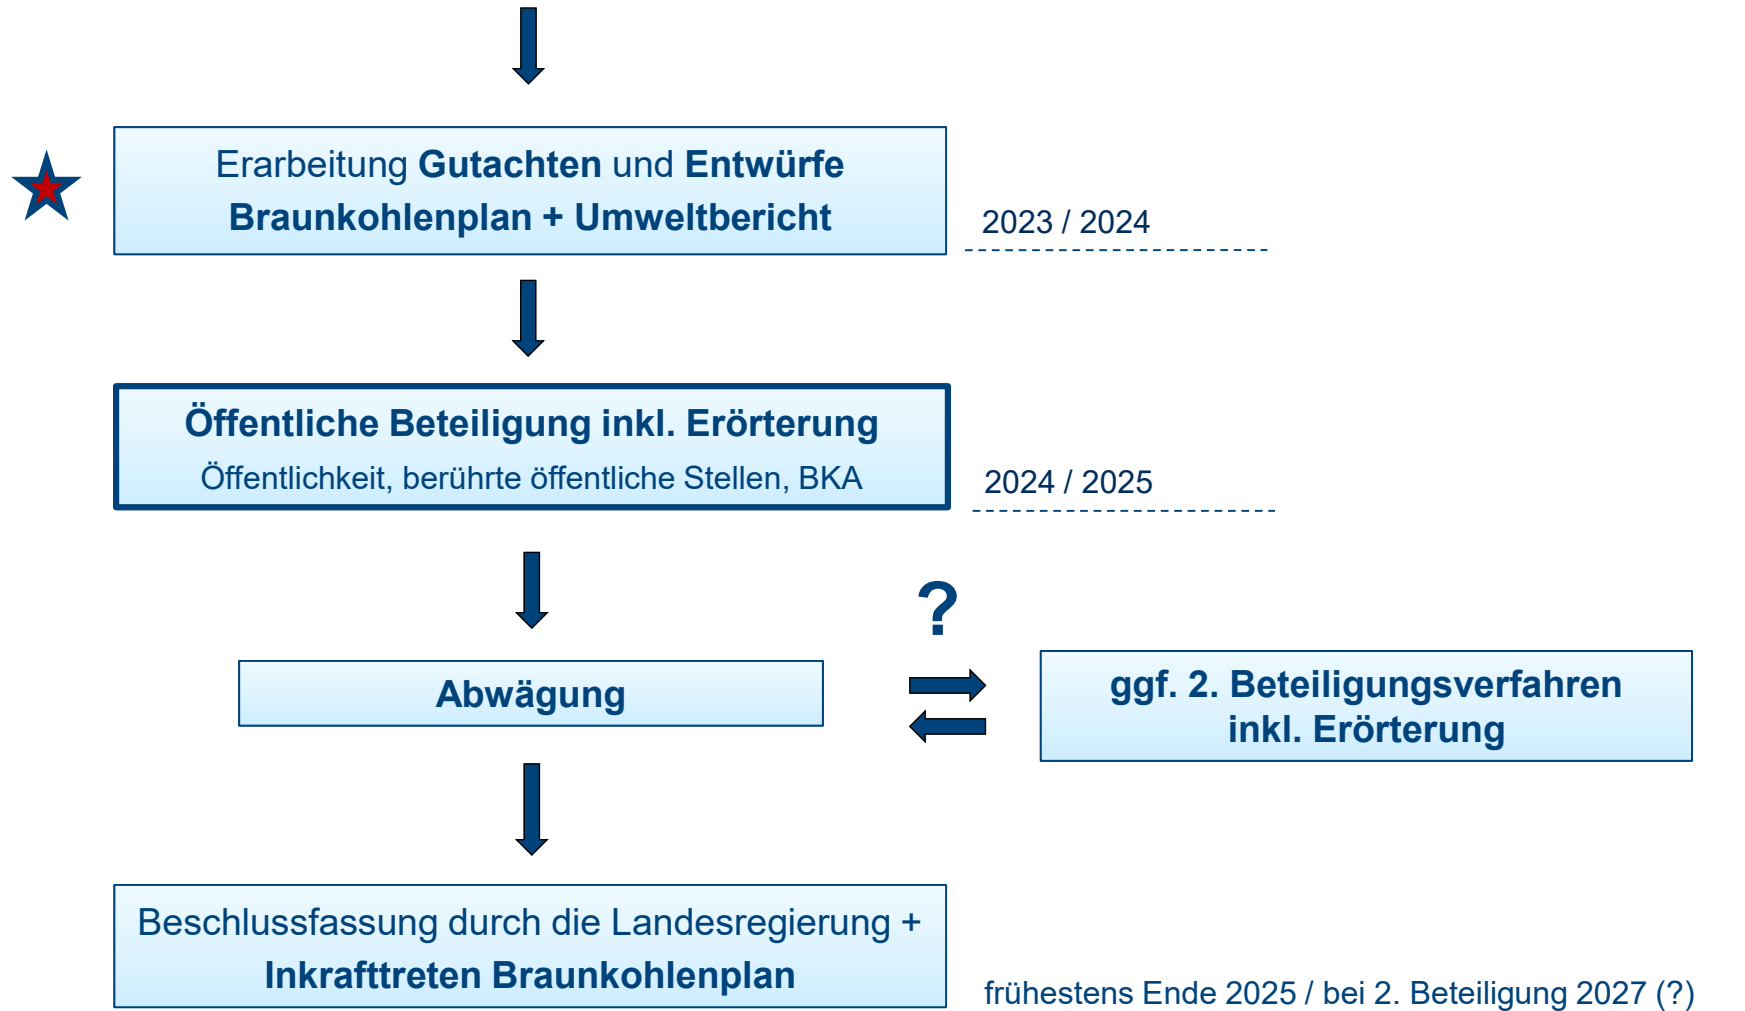 Erarbeitung Gutachten und Entwürfe
Braunkohlenplan + Umweltbericht
2023 / 2024
Öffentliche Beteiligung inkl. Erörterung
Öffentlichkeit, berührte öffentliche Stellen, BKA
2024 / 2025
?
Abwägung
ggf. 2. Beteiligungsverfahren
inkl. Erörterung
Beschlussfassung durch die Landesregierung +
Inkrafttreten Braunkohlenplan
frühestens Ende 2025 / bei 2. Beteiligung 2027 (?)